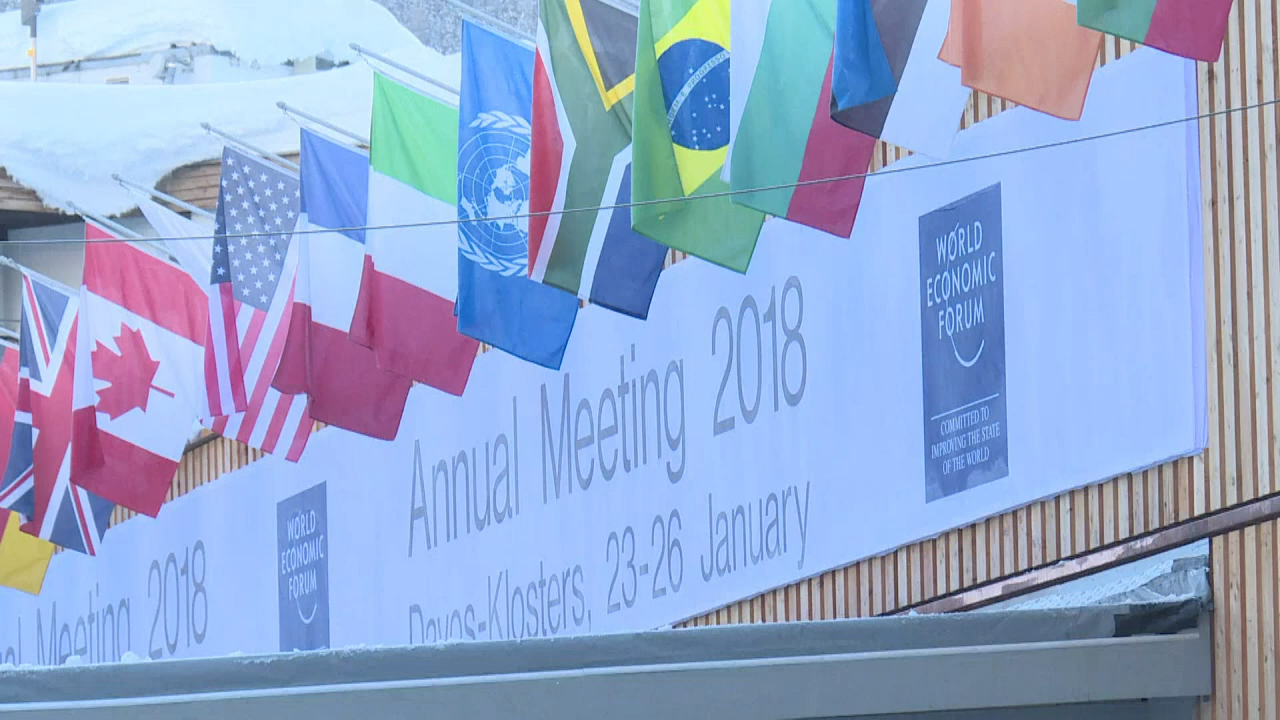 Annual Meeting 2018
Davos-Klosters, 23-26 January
WORLD
ECONOMIC
FORUM
COMMITTED TO
IMPROVING THE STATE
OF THE WORLD
Meeting 2018
WORLD
ECONOMIC
FORUM